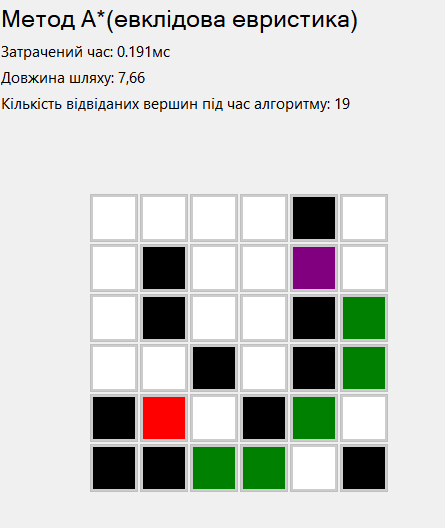 Метод A*(евклідова евристика)
Затрачений час: 0.191мс
Довжина шляху: 7,66
Кількість відвіданих вершин під час алгоритму: 19